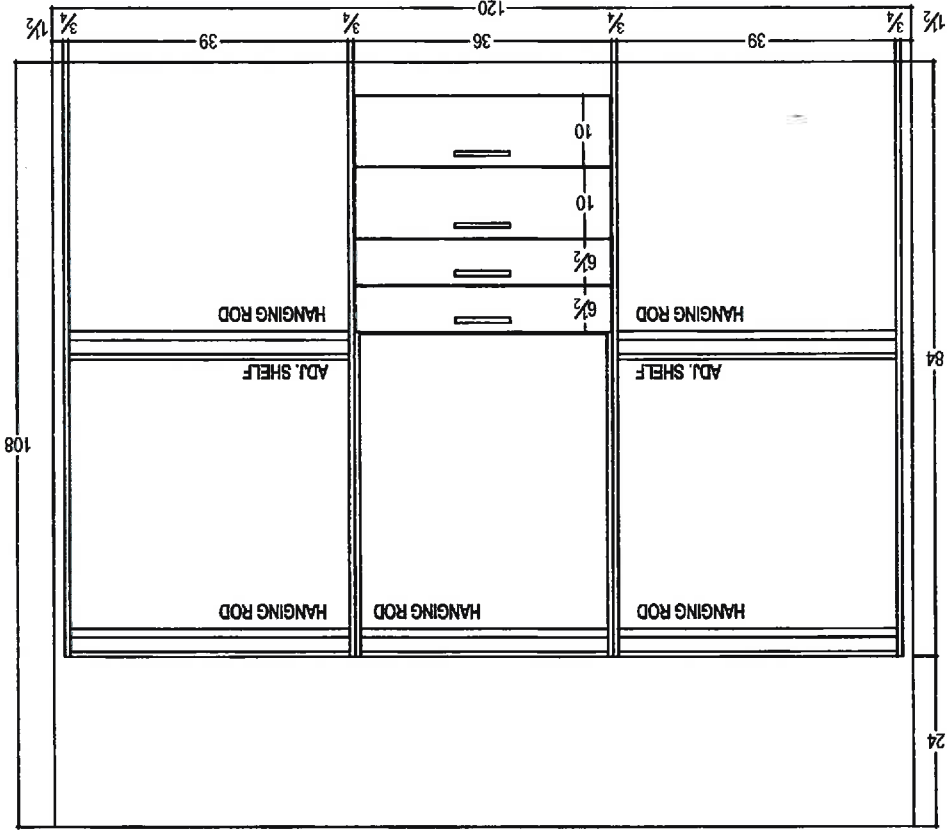 24
HANGING ROD HANGING ROD HANGING ROD
108
ADJ. SHELF ADJ. SHELF
84
HANGING ROD HANGING ROD
6½
6½
10
10
1½ ¾ 39 ¾ 36 ¾ 39 ¾ 1½
120